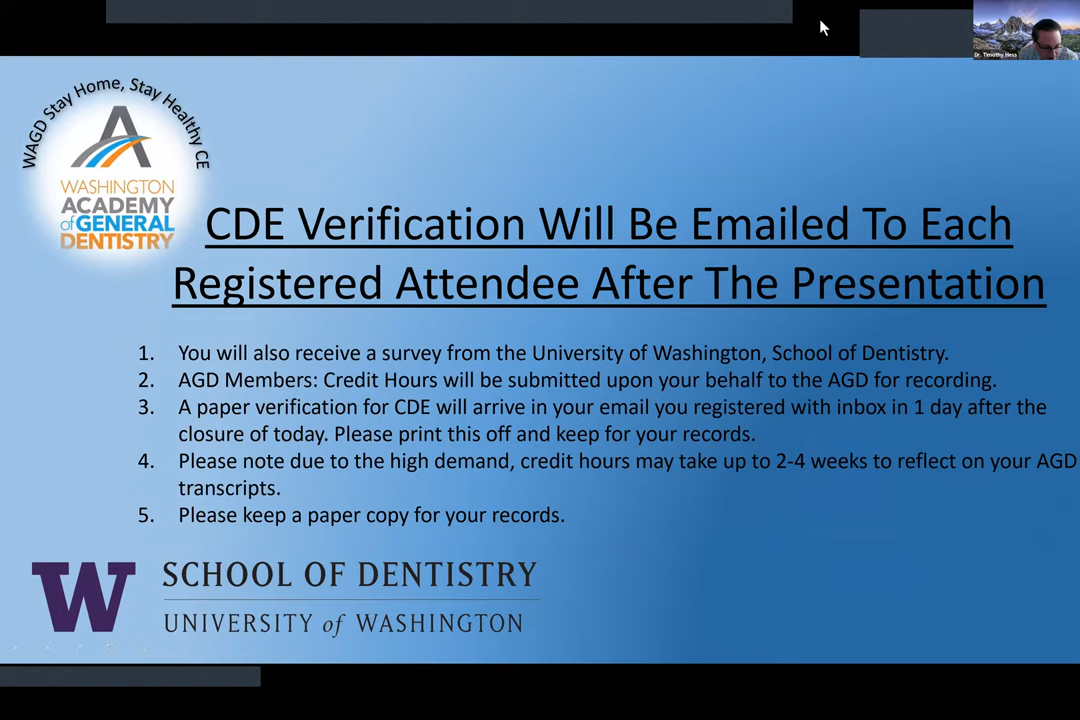 Dr. Timothy Hess
WAGD Stay Home, Stay Healthy CE
WASHINGTON
ACADEMY
of GENERAL
DENTISTRY
CDE Verification Will Be Emailed To Each
Registered Attendee After The Presentation
1. You will also receive a survey from the University of Washington, School of Dentistry.
2. AGD Members: Credit Hours will be submitted upon your behalf to the AGD for recording.
3. A paper verification for CDE will arrive in your email you registered with inbox in 1 day after the
closure of today. Please print this off and keep for your records.
4. Please note due to the high demand, credit hours may take up to 2-4 weeks to reflect on your AGD
transcripts.
5. Please keep a paper copy for your records.
W
SCHOOL OF DENTISTRY
UNIVERSITY of WASHINGTON